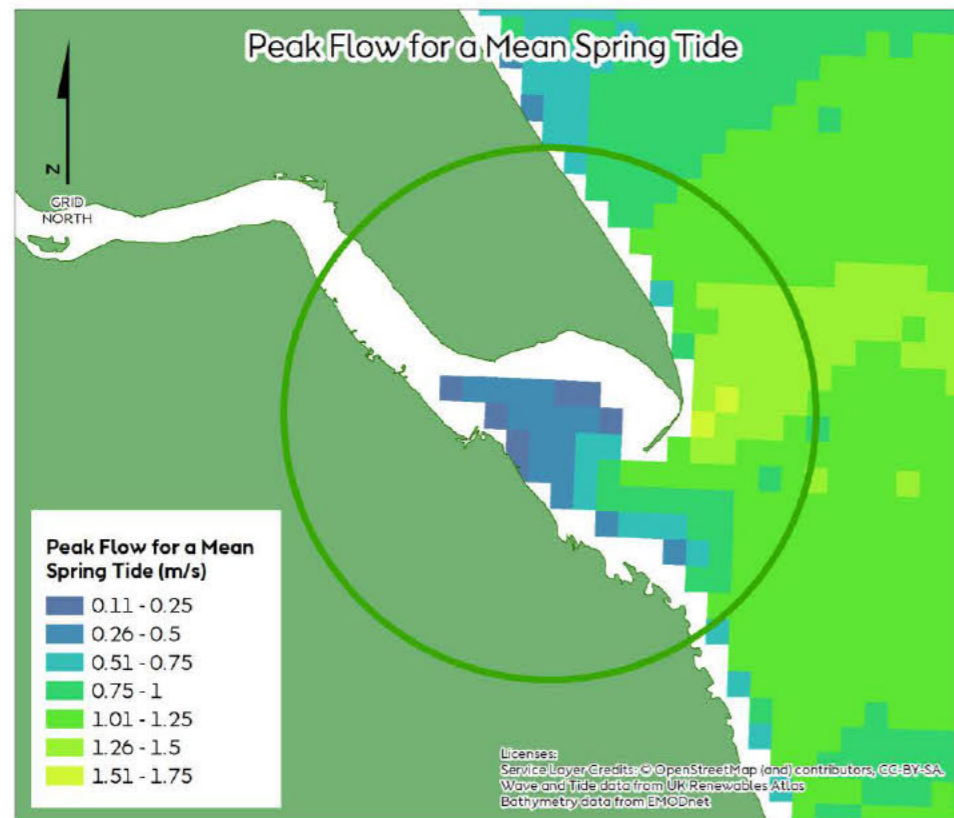 Peak Flow for a Mean Spring Tide
N
GRID
NORTH
Peak Flow for a Mean
Spring Tide (m/s)
0.11 - 0.25
0.26 - 0.5
0.51 - 0.75
0.75 - 1
1.01 - 1.25
1.26 - 1.5
1.51 - 1.75
Licenses:
Service Layer Credits: © OpenStreetMap (and) contributors, CC-BY-SA.
Wave and Tide data from UK Renewables Atlas
Bathymetry data from EMODnet